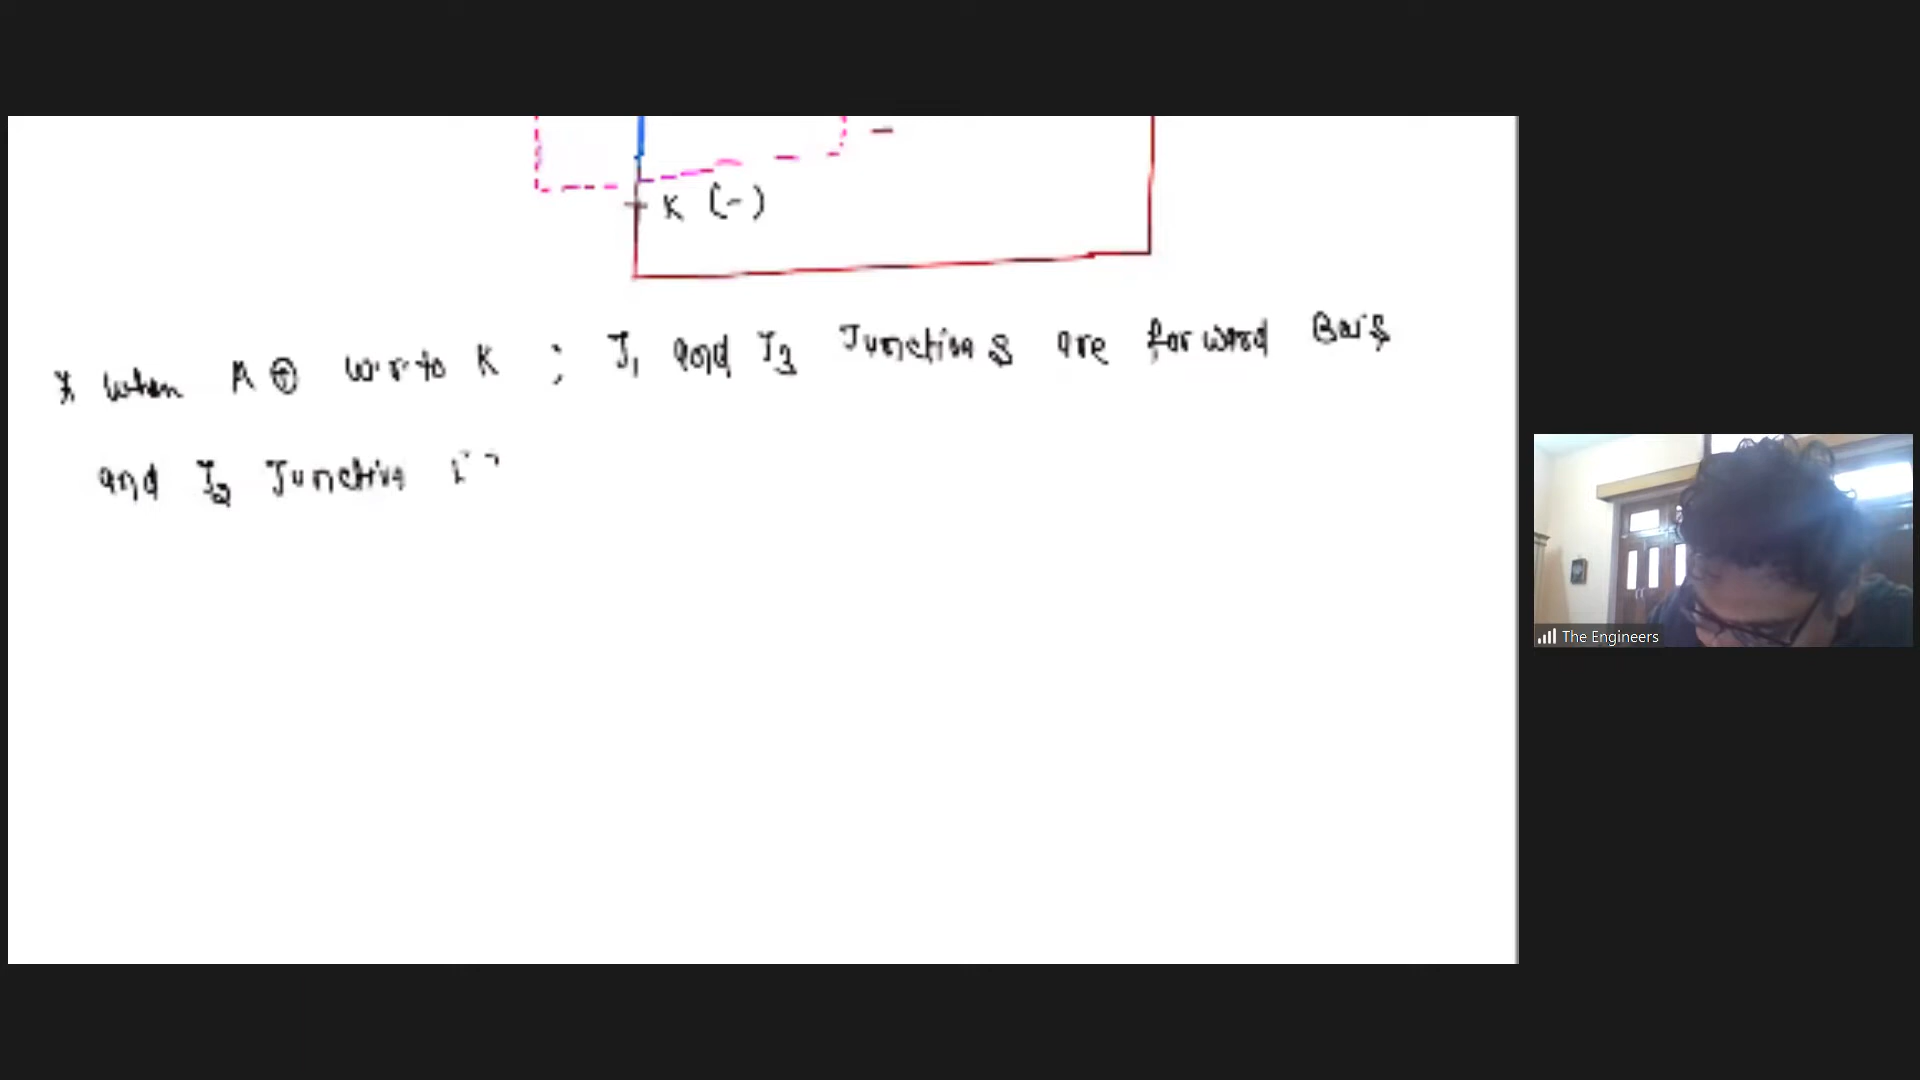 K (-)
* when A ⊕ w.r.to K ; J1 and J3 Junctions are forward Bais
and J2 Junction
The Engineers